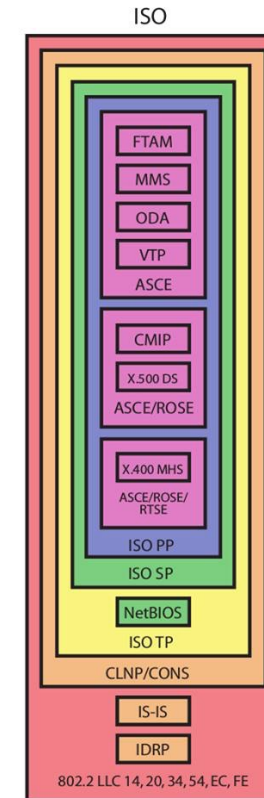 ISO
FTAM
MMS
ODA
VTP
ASCE
CMIP
X.500 DS
ASCE/ROSE
X.400 MHS
ASCE/ROSE/
RTSE
ISO PP
ISO SP
NetBIOS
ISO TP
CLNP/CONS
IS-IS
IDRP
802.2 LLC 14, 20, 34, 54, EC, FE